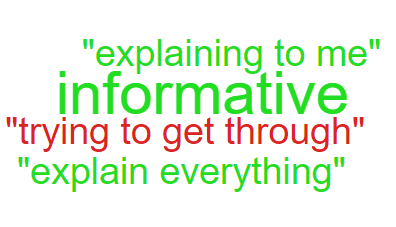 "explaining to me"
informative
"trying to get through"
"explain everything"